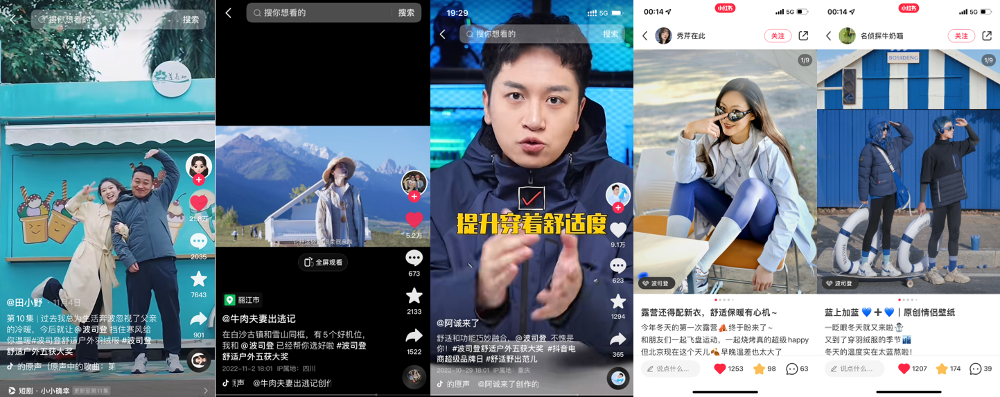 搜你想看的
搜索
21.8万
2035
7643
901
@田小野 · 11月4日
第10集 | 过去我总为生活奔波忽视了父亲
的冷暖，今后就让@波司登 挡住寒风给
你温暖#波司登舒适户外羽绒服 #波司登
舒适户外五获大奖
的原声（原声中的歌曲：
短剧 · 小小确幸
更新至第11集
搜你想看的
搜索
5.2万
全屏观看
673
丽江市
2133
@牛肉夫妻出逃记
在白沙古镇和雪山同框，有5个好机位，
我和 @波司登 已经帮你选好啦 #波司登
舒适户外五获大奖
1522
2022-11-2 18:01 IP属地：四川
原声 @牛肉夫妻出逃记创作
19:29
5G
搜你想看的
搜索
提升穿着舒适度
9.1万
623
1294
@阿诚来了
舒适和功能巧妙融合，@波司登 不愧是
你！#波司登舒适户外五获大奖 #抖音电
商超级品牌日 #舒适野出范儿
365
2022-10-29 18:01 IP属地：重庆
的原声 @阿诚来了创作的
00:14
小红书
5G
秀芹在此
关注
1/9
波司登
露营还得配新衣，舒适保暖有心机～
今年冬天的第一次露营⛺终于盼来了～
和朋友们一起飞盘运动，一起烧烤真的超级happy
但北京现在这个天儿🍂早晚温差也太大了
说点什么...
1253
98
63
00:14
小红书
5G
名侦探牛奶喵
关注
BOSIDENG
1/9
波司登
蓝上加蓝 💙➕💙｜原创情侣壁纸
一眨眼冬天就又来啦⛄
又到了穿羽绒服的季节🏙
冬天的温度实在太蓝熬啦！
说点什么...
1207
174
39